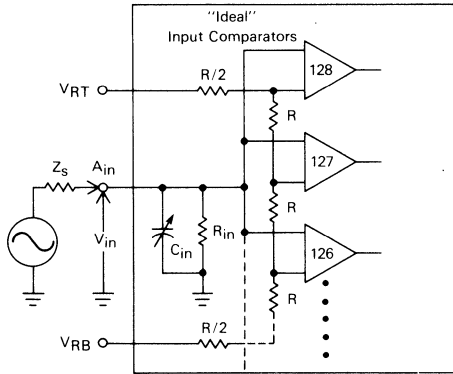 "Ideal"
Input Comparators
128
R/2
VRT
R
Zs
Ain
127
R
Vin
Cin
Rin
126
R
R/2
VRB